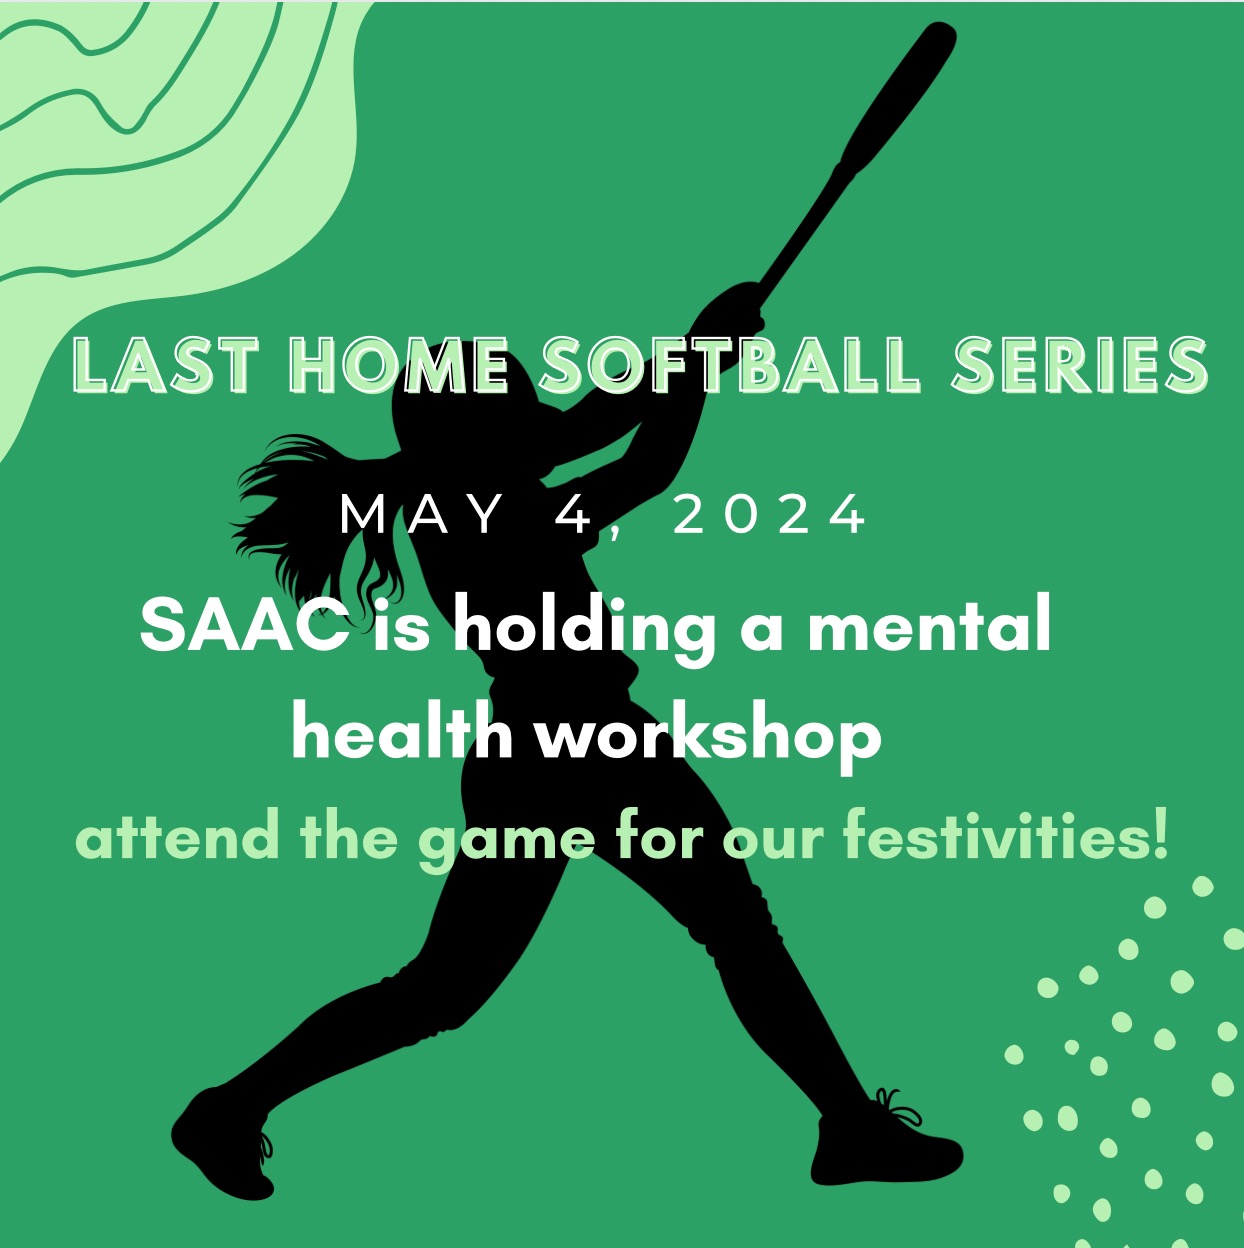 LAST HOME SOFTBALL SERIES
MAY 4, 2024
SAAC is holding a mental
health workshop
attend the game for our festivities!